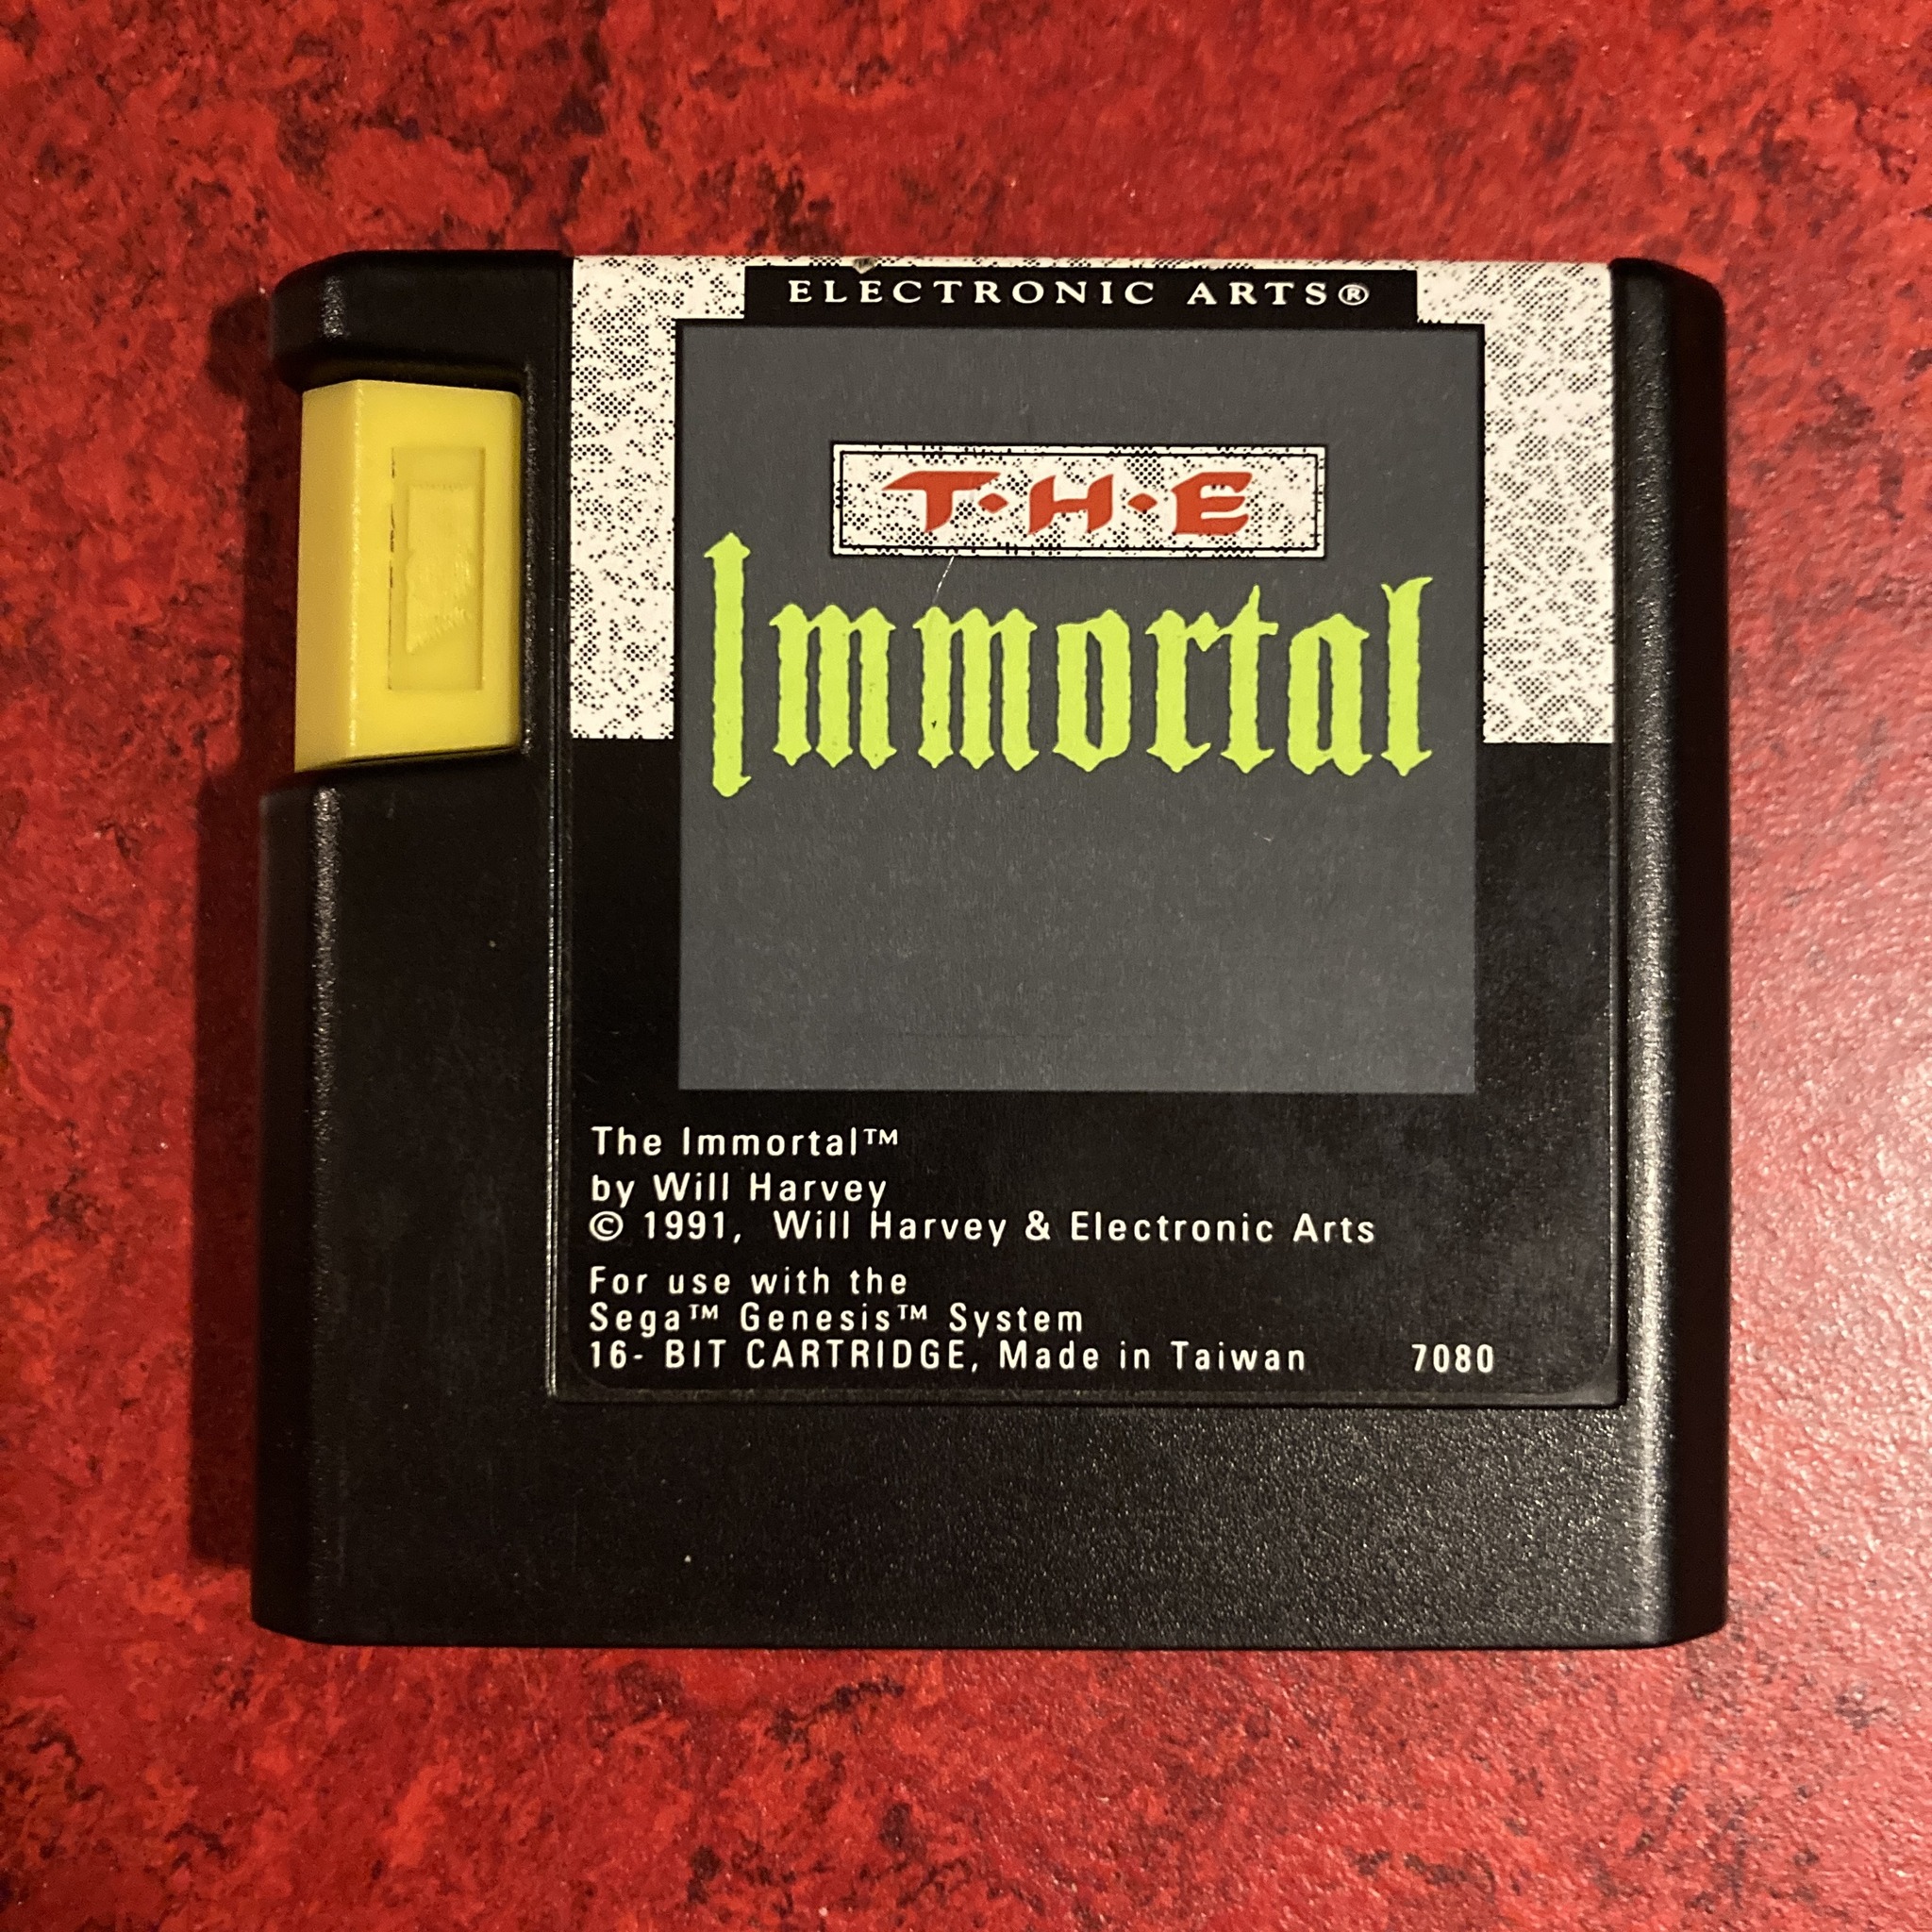 ELECTRONIC ARTS®
T·H·E
Immortal
The Immortal™
by Will Harvey
© 1991, Will Harvey & Electronic Arts
For use with the
Sega™ Genesis™ System
16- BIT CARTRIDGE, Made in Taiwan 7080